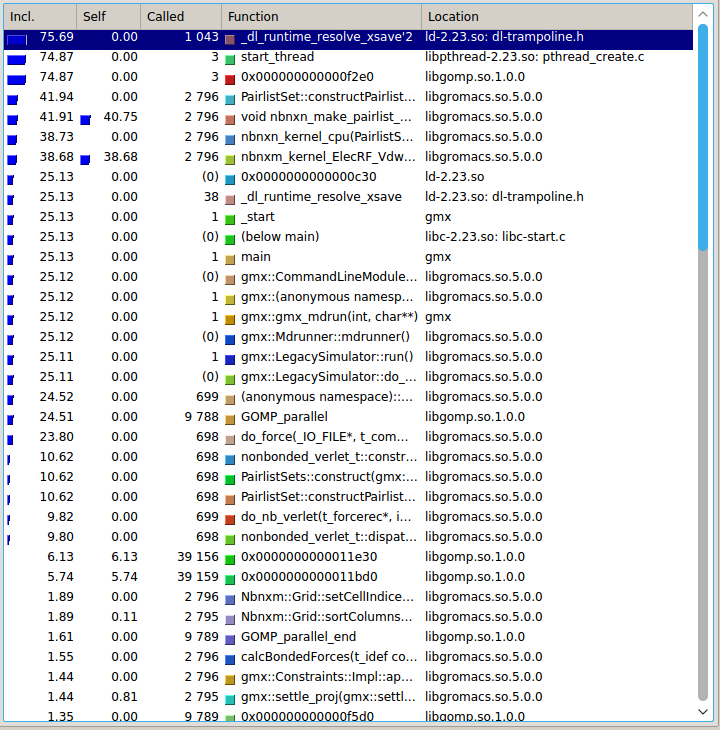 Incl. Self Called Function Location
75.69 0.00 1 043 _dl_runtime_resolve_xsave'2 ld-2.23.so: dl-trampoline.h
74.87 0.00 3 start_thread libpthread-2.23.so: pthread_create.c
74.87 0.00 3 0x000000000000f2e0 libgomp.so.1.0.0
41.94 0.00 2 796 PairlistSet::constructPairlist... libgromacs.so.5.0.0
41.91 40.75 2 796 void nbnxn_make_pairlist_... libgromacs.so.5.0.0
38.73 0.00 2 796 nbnxn_kernel_cpu(PairlistS... libgromacs.so.5.0.0
38.68 38.68 2 796 nbnxm_kernel_ElecRF_Vdw... libgromacs.so.5.0.0
25.13 0.00 (0) 0x0000000000000c30 ld-2.23.so
25.13 0.00 38 _dl_runtime_resolve_xsave ld-2.23.so: dl-trampoline.h
25.13 0.00 1 _start gmx
25.13 0.00 (0) (below main) libc-2.23.so: libc-start.c
25.13 0.00 1 main gmx
25.12 0.00 (0) gmx::CommandLineModule... libgromacs.so.5.0.0
25.12 0.00 1 gmx::(anonymous namesp... libgromacs.so.5.0.0
25.12 0.00 1 gmx::gmx_mdrun(int, char**) gmx
25.12 0.00 (0) gmx::Mdrunner::mdrunner() libgromacs.so.5.0.0
25.11 0.00 1 gmx::LegacySimulator::run() libgromacs.so.5.0.0
25.11 0.00 (0) gmx::LegacySimulator::do_... libgromacs.so.5.0.0
24.52 0.00 699 (anonymous namespace)::... libgromacs.so.5.0.0
24.51 0.00 9 788 GOMP_parallel libgomp.so.1.0.0
23.80 0.00 698 do_force(_IO_FILE*, t_com... libgromacs.so.5.0.0
10.62 0.00 698 nonbonded_verlet_t::constr... libgromacs.so.5.0.0
10.62 0.00 698 PairlistSets::construct(gmx:... libgromacs.so.5.0.0
10.62 0.00 698 PairlistSet::constructPairlist... libgromacs.so.5.0.0
9.82 0.00 699 do_nb_verlet(t_forcerec*, i... libgromacs.so.5.0.0
9.80 0.00 698 nonbonded_verlet_t::dispat... libgromacs.so.5.0.0
6.13 6.13 39 156 0x0000000000011e30 libgomp.so.1.0.0
5.74 5.74 39 159 0x0000000000011bd0 libgomp.so.1.0.0
1.89 0.00 2 796 Nbnxm::Grid::setCellIndice... libgromacs.so.5.0.0
1.89 0.11 2 795 Nbnxm::Grid::sortColumns... libgromacs.so.5.0.0
1.61 0.00 9 789 GOMP_parallel_end libgomp.so.1.0.0
1.55 0.00 2 796 calcBondedForces(t_idef co... libgromacs.so.5.0.0
1.44 0.00 2 796 gmx::Constraints::Impl::ap... libgromacs.so.5.0.0
1.44 0.81 2 795 gmx::settle_proj(gmx::settl... libgromacs.so.5.0.0
1.35 0.00 9 789 0x000000000000f5d0 libgomp.so.1.0.0